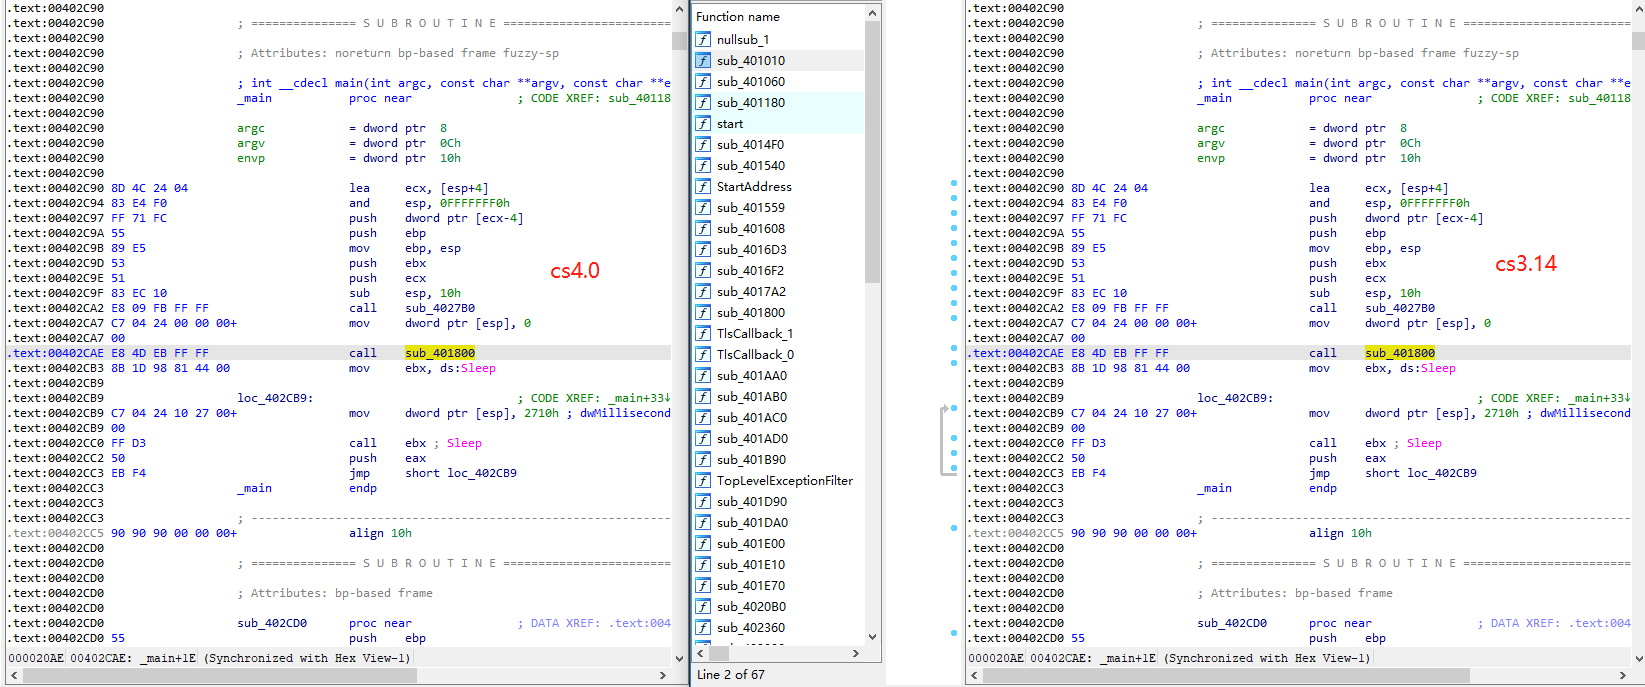 .text:00402C90
.text:00402C90 ; =============== S U B R O U T I N E =======================
.text:00402C90
.text:00402C90 ; Attributes: noreturn bp-based frame fuzzy-sp
.text:00402C90
.text:00402C90 ; int __cdecl main(int argc, const char **argv, const char **e
.text:00402C90 _main proc near ; CODE XREF: sub_40118
.text:00402C90
.text:00402C90 argc = dword ptr 8
.text:00402C90 argv = dword ptr 0Ch
.text:00402C90 envp = dword ptr 10h
.text:00402C90
.text:00402C90 8D 4C 24 04 lea ecx, [esp+4]
.text:00402C94 83 E4 F0 and esp, 0FFFFFFF0h
.text:00402C97 FF 71 FC push dword ptr [ecx-4]
.text:00402C9A 55 push ebp
.text:00402C9B 89 E5 mov ebp, esp
.text:00402C9D 53 push ebx
.text:00402C9E 51 push ecx
.text:00402C9F 83 EC 10 sub esp, 10h
.text:00402CA2 E8 09 FB FF FF call sub_4027B0
.text:00402CA7 C7 04 24 00 00 00+ mov dword ptr [esp], 0
.text:00402CA7 00
.text:00402CAE E8 4D EB FF FF call sub_401800
.text:00402CB3 8B 1D 98 81 44 00 mov ebx, ds:Sleep
.text:00402CB9
.text:00402CB9 loc_402CB9: ; CODE XREF: _main+33↓
.text:00402CB9 C7 04 24 10 27 00+ mov dword ptr [esp], 2710h ; dwMillisecond
.text:00402CB9 00
.text:00402CC0 FF D3 call ebx ; Sleep
.text:00402CC2 50 push eax
.text:00402CC3 EB F4 jmp short loc_402CB9
.text:00402CC3 _main endp
.text:00402CC3
.text:00402CC3 ; ---------------------------------------------------------
.text:00402CC5 90 90 90 00 00 00+ align 10h
.text:00402CD0
.text:00402CD0 ; =============== S U B R O U T I N E =======================
.text:00402CD0
.text:00402CD0 ; Attributes: bp-based frame
.text:00402CD0
.text:00402CD0 sub_402CD0 proc near ; DATA XREF: .text:004
.text:00402CD0 55 push ebp
000020AE 00402CAE: _main+1E (Synchronized with Hex View-1)
cs4.0
Function name
nullsub_1
sub_401010
sub_401060
sub_401180
start
sub_4014F0
sub_401540
StartAddress
sub_401559
sub_401608
sub_4016D3
sub_4016F2
sub_4017A2
sub_401800
TlsCallback_1
TlsCallback_0
sub_401AA0
sub_401AB0
sub_401AC0
sub_401AD0
sub_401B90
TopLevelExceptionFilter
sub_401D90
sub_401DA0
sub_401E00
sub_401E10
sub_401E70
sub_4020B0
sub_402360
Line 2 of 67
.text:00402C90
.text:00402C90 ; =============== S U B R O U T I N E =======================
.text:00402C90
.text:00402C90 ; Attributes: noreturn bp-based frame fuzzy-sp
.text:00402C90
.text:00402C90 ; int __cdecl main(int argc, const char **argv, const char **e
.text:00402C90 _main proc near ; CODE XREF: sub_40118
.text:00402C90
.text:00402C90 argc = dword ptr 8
.text:00402C90 argv = dword ptr 0Ch
.text:00402C90 envp = dword ptr 10h
.text:00402C90
.text:00402C90 8D 4C 24 04 lea ecx, [esp+4]
.text:00402C94 83 E4 F0 and esp, 0FFFFFFF0h
.text:00402C97 FF 71 FC push dword ptr [ecx-4]
.text:00402C9A 55 push ebp
.text:00402C9B 89 E5 mov ebp, esp
.text:00402C9D 53 push ebx
.text:00402C9E 51 push ecx
.text:00402C9F 83 EC 10 sub esp, 10h
.text:00402CA2 E8 09 FB FF FF call sub_4027B0
.text:00402CA7 C7 04 24 00 00 00+ mov dword ptr [esp], 0
.text:00402CA7 00
.text:00402CAE E8 4D EB FF FF call sub_401800
.text:00402CB3 8B 1D 98 81 44 00 mov ebx, ds:Sleep
.text:00402CB9
.text:00402CB9 loc_402CB9: ; CODE XREF: _main+33↓
.text:00402CB9 C7 04 24 10 27 00+ mov dword ptr [esp], 2710h ; dwMillisecond
.text:00402CB9 00
.text:00402CC0 FF D3 call ebx ; Sleep
.text:00402CC2 50 push eax
.text:00402CC3 EB F4 jmp short loc_402CB9
.text:00402CC3 _main endp
.text:00402CC3
.text:00402CC3 ; ---------------------------------------------------------
.text:00402CC5 90 90 90 00 00 00+ align 10h
.text:00402CD0
.text:00402CD0 ; =============== S U B R O U T I N E =======================
.text:00402CD0
.text:00402CD0 ; Attributes: bp-based frame
.text:00402CD0
.text:00402CD0 sub_402CD0 proc near ; DATA XREF: .text:004
.text:00402CD0 55 push ebp
000020AE 00402CAE: _main+1E (Synchronized with Hex View-1)
cs3.14